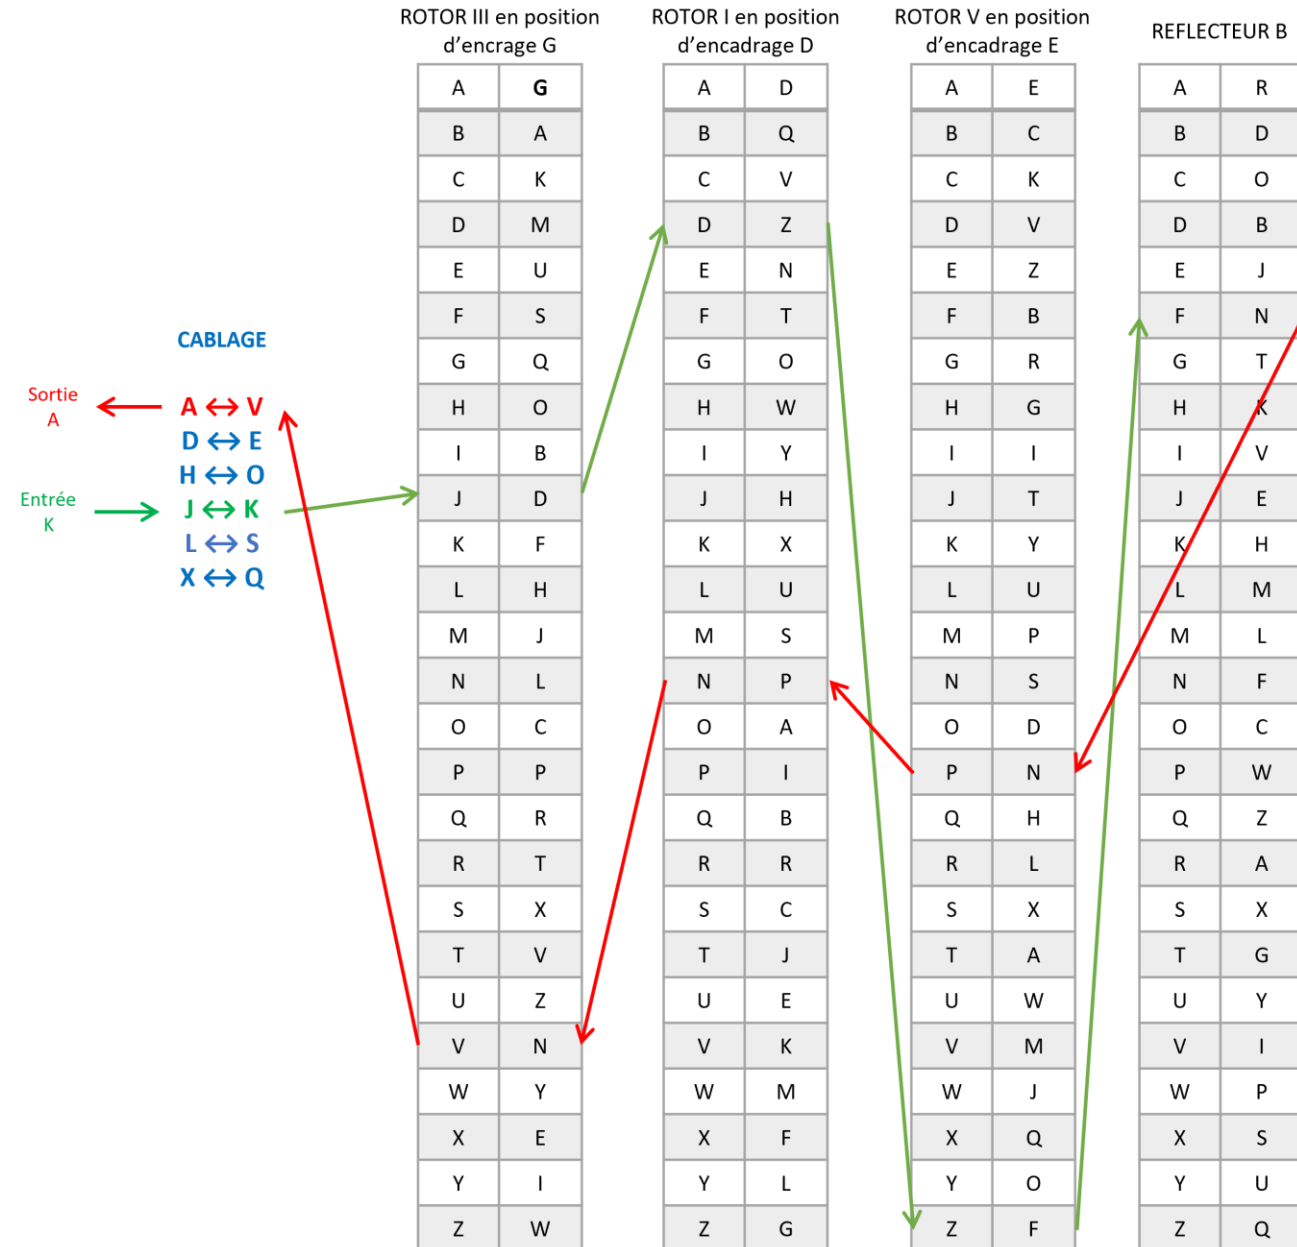 ROTOR III en position
d'encrage G
ROTOR I en position
d'encadrage D
ROTOR V en position
d'encadrage E
REFLECTEUR B
A G A D A E A R
B A B Q B C B D
C K C V C K C O
D M D Z D V D B
E U E N E Z E J
F S F T F B F N
CABLAGE
G Q G O G R G T
Sortie
A
A ↔ V
H O H W H G H K
D ↔ E
I B I Y I I I V
H ↔ O
Entrée
K
J ↔ K
J D J H J T J E
L ↔ S
K F K X K Y K H
X ↔ Q
L H L U L U L M
M J M S M P M L
N L N P N S N F
O C O A O D O C
P P P I P N P W
Q R Q B Q H Q Z
R T R R R L R A
S X S C S X S X
T V T J T A T G
U Z U E U W U Y
V N V K V M V I
W Y W M W J W P
X E X F X Q X S
Y I Y L Y O Y U
Z W Z G Z F Z Q